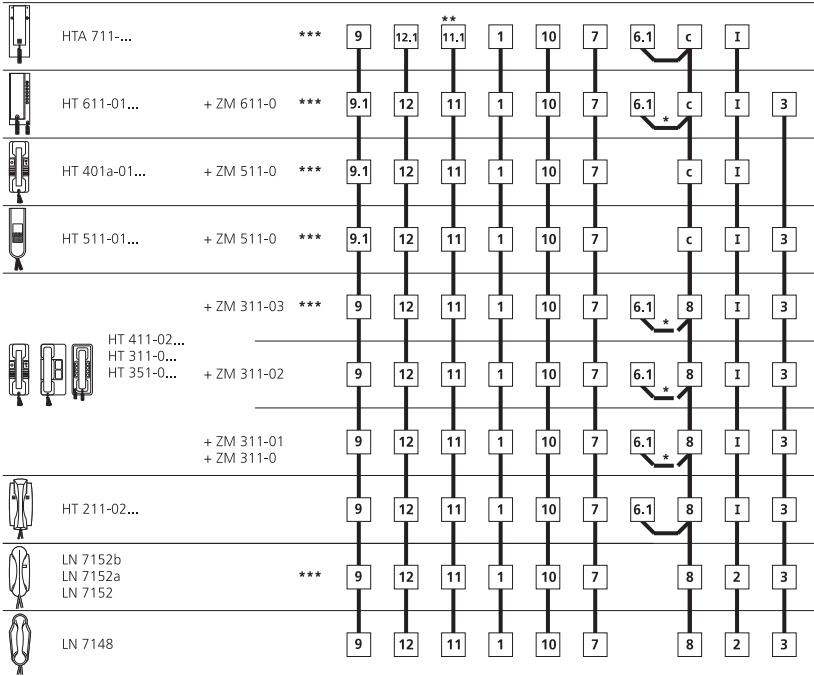 **
HTA 711-... *** 9 12.1 11.1 1 10 7 6.1 c I
HT 611-01... + ZM 611-0 *** 9.1 12 11 1 10 7 6.1 c I 3
*
HT 401a-01... + ZM 511-0 *** 9.1 12 11 1 10 7 c I
HT 511-01... + ZM 511-0 *** 9.1 12 11 1 10 7 c I 3
+ ZM 311-03 *** 9 12 11 1 10 7 6.1 8 I 3
*
HT 411-02...
HT 311-0...
HT 351-0... + ZM 311-02 9 12 11 1 10 7 6.1 8 I 3
*
+ ZM 311-01 9 12 11 1 10 7 6.1 8 I 3
+ ZM 311-0 *
HT 211-02... 9 12 11 1 10 7 6.1 8 I 3
LN 7152b
LN 7152a *** 9 12 11 1 10 7 8 2 3
LN 7152
LN 7148 9 12 11 1 10 7 8 2 3